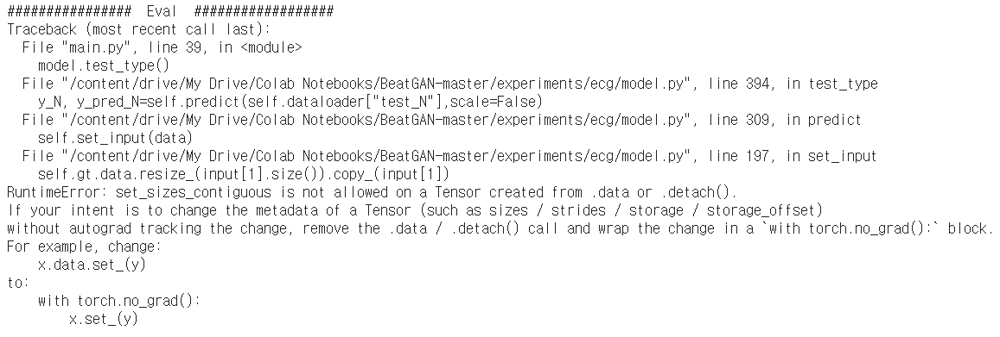 ################  Eval  ##################
Traceback (most recent call last):
  File "main.py", line 39, in <module>
    model.test_type()
  File "/content/drive/My Drive/Colab Notebooks/BeatGAN-master/experiments/ecg/model.py", line 394, in test_type
    y_N, y_pred_N=self.predict(self.dataloader["test_N"],scale=False)
  File "/content/drive/My Drive/Colab Notebooks/BeatGAN-master/experiments/ecg/model.py", line 309, in predict
    self.set_input(data)
  File "/content/drive/My Drive/Colab Notebooks/BeatGAN-master/experiments/ecg/model.py", line 197, in set_input
    self.gt.data.resize_(input[1].size()).copy_(input[1])
RuntimeError: set_sizes_contiguous is not allowed on a Tensor created from .data or .detach().
If your intent is to change the metadata of a Tensor (such as sizes / strides / storage / storage_offset)
without autograd tracking the change, remove the .data / .detach() call and wrap the change in a `with torch.no_grad():` block.
For example, change:
    x.data.set_(y)
to:
    with torch.no_grad():
        x.set_(y)